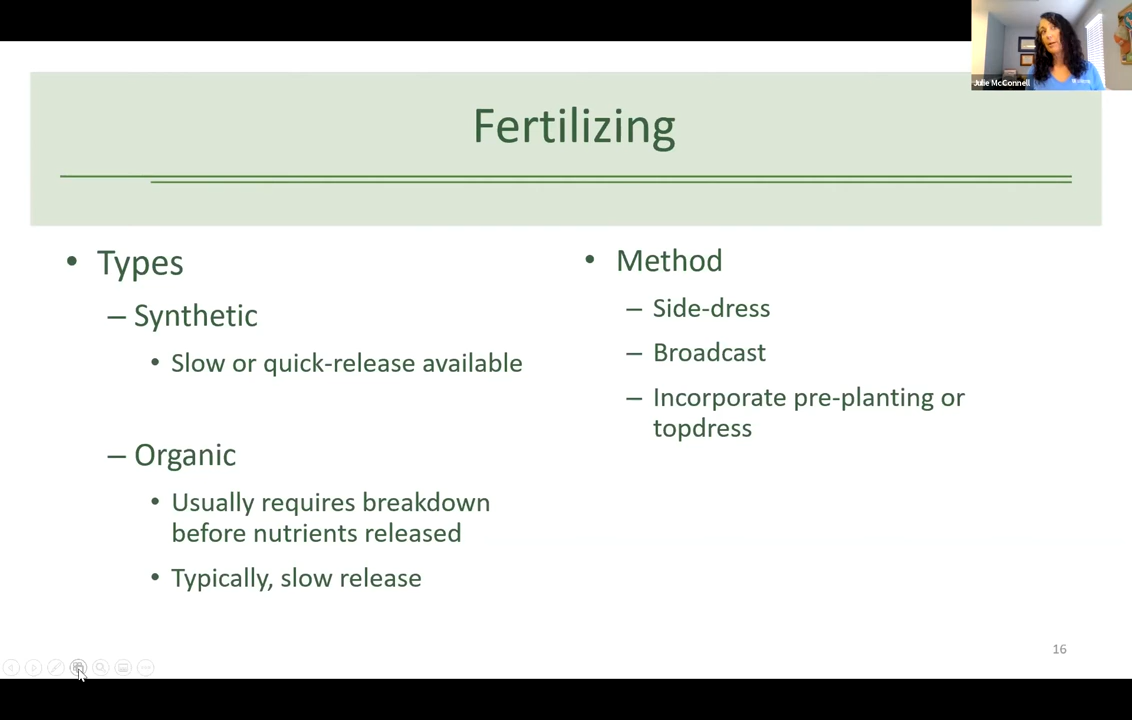 Julie McConnell
Fertilizing
• Types
– Synthetic
• Slow or quick-release available
– Organic
• Usually requires breakdown
before nutrients released
• Typically, slow release
• Method
– Side-dress
– Broadcast
– Incorporate pre-planting or
topdress
16